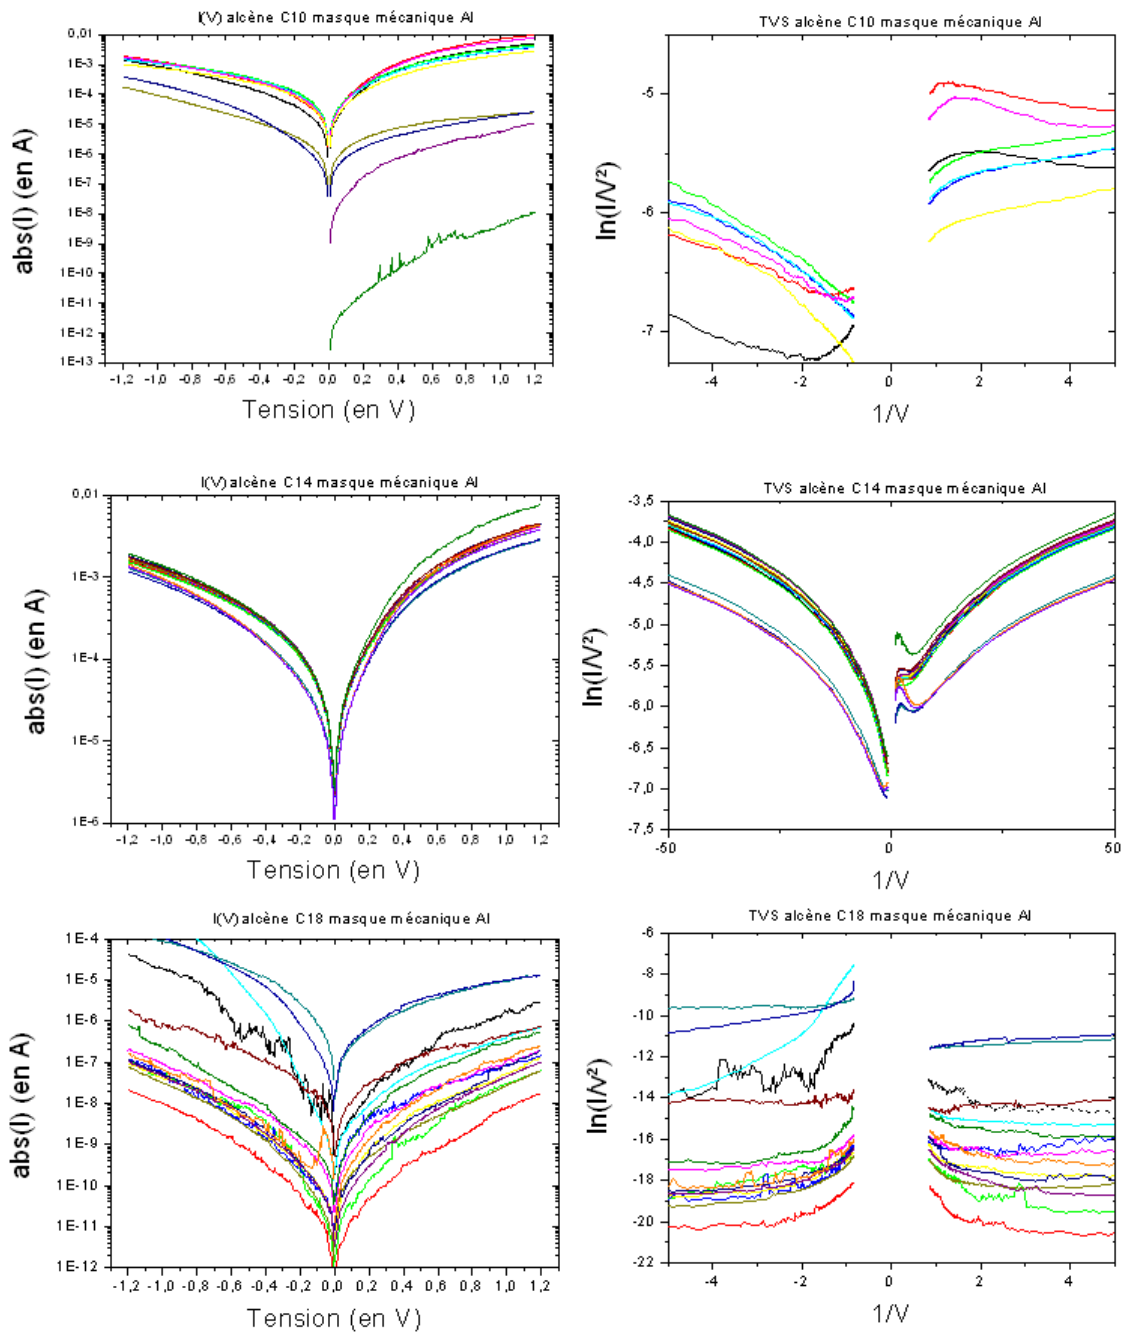 I(V) alcène C10 masque mécanique Al
0,01
1E-3
1E-4
1E-5
1E-6
1E-7
1E-8
1E-9
1E-10
1E-11
1E-12
1E-13
abs(I) (en A)
-1,2 -1,0 -0,8 -0,6 -0,4 -0,2 0,0 0,2 0,4 0,6 0,8 1,0 1,2
Tension (en V)
TVS alcène C10 masque mécanique Al
-5
-6
-7
ln(I/V²)
-4 -2 0 2 4
1/V
I(V) alcène C14 masque mécanique Al
0,01
1E-3
1E-4
1E-5
1E-6
abs(I) (en A)
-1,2 -1,0 -0,8 -0,6 -0,4 -0,2 0,0 0,2 0,4 0,6 0,8 1,0 1,2
Tension (en V)
TVS alcène C14 masque mécanique Al
-3,5
-4,0
-4,5
-5,0
-5,5
-6,0
-6,5
-7,0
-7,5
ln(I/V²)
-50 0 50
1/V
I(V) alcène C18 masque mécanique Al
1E-4
1E-5
1E-6
1E-7
1E-8
1E-9
1E-10
1E-11
1E-12
abs(I) (en A)
-1,2 -1,0 -0,8 -0,6 -0,4 -0,2 0,0 0,2 0,4 0,6 0,8 1,0 1,2
Tension (en V)
TVS alcène C18 masque mécanique Al
-6
-8
-10
-12
-14
-16
-18
-20
-22
ln(I/V²)
-4 -2 0 2 4
1/V